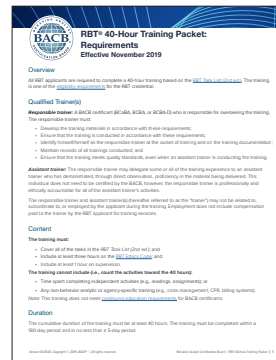 BACB
RBT® 40-Hour Training Packet:
Requirements
Effective November 2019
Overview
All RBT applicants are required to complete a 40-hour training based on the RBT Task List (2nd ed.). The training
is one of the eligibility requirements for the RBT credential.
Qualified Trainer(s)
Responsible trainer: A BACB certificant (BCaBA, BCBA, or BCBA-D) who is responsible for overseeing the training.
The responsible trainer must:
• Develop the training materials in accordance with these requirements;
• Ensure that the training is conducted in accordance with these requirements;
• Identify himself/herself as the responsible trainer at the outset of training and on the training documentation;
• Maintain records of all training conducted; and
• Ensure that the training meets quality standards, even when an assistant trainer is conducting the training.
Assistant trainer: The responsible trainer may delegate some or all of the training experience to an assistant
trainer who has demonstrated, through direct observation, proficiency in the material being delivered. This
individual does not need to be certified by the BACB; however, the responsible trainer is professionally and
ethically accountable for all of the assistant trainer's activities.
The responsible trainer and assistant trainer(s) (hereafter referred to as the "trainer") may not be related to,
subordinate to, or employed by the applicant during the training. Employment does not include compensation
paid to the trainer by the RBT applicant for training services.
Content
The training must:
• Cover all of the tasks in the RBT Task List (2nd ed.); and
• Include at least three hours on the RBT Ethics Code; and
• Include at least 1 hour on supervision.
The training cannot include (i.e., count the activities toward the 40 hours):
• Time spent completing independent activities (e.g., readings, assignments); or
• Any non-behavior analytic or agency-specific training (e.g., crisis management, CPR, billing systems).
Note: This training does not meet continuing education requirements for BACB certificants.
Duration
The cumulative duration of the training must be at least 40 hours. The training must be completed within a
180-day period and in no less than a 5-day period.